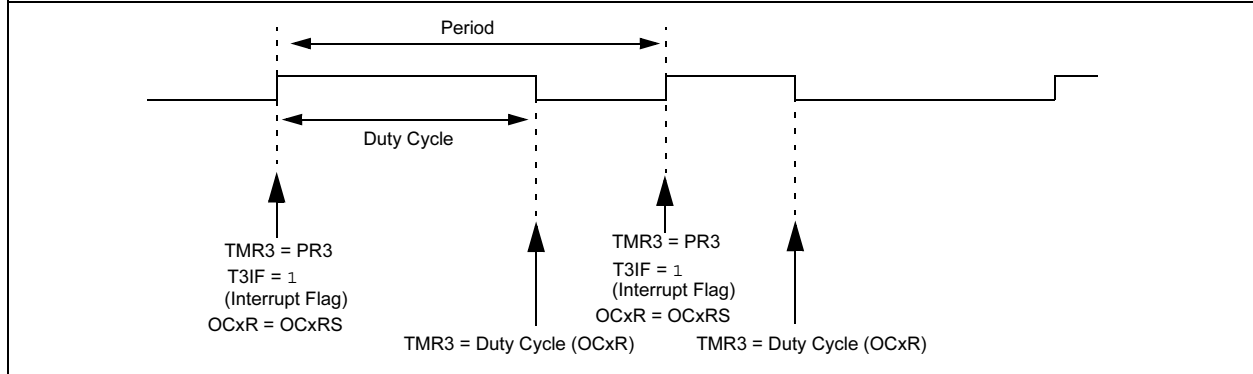 Period
Duty Cycle
TMR3 = PR3
T3IF = 1
(Interrupt Flag)
OCxR = OCxRS
TMR3 = Duty Cycle (OCxR)
TMR3 = PR3
T3IF = 1
(Interrupt Flag)
OCxR = OCxRS
TMR3 = Duty Cycle (OCxR)